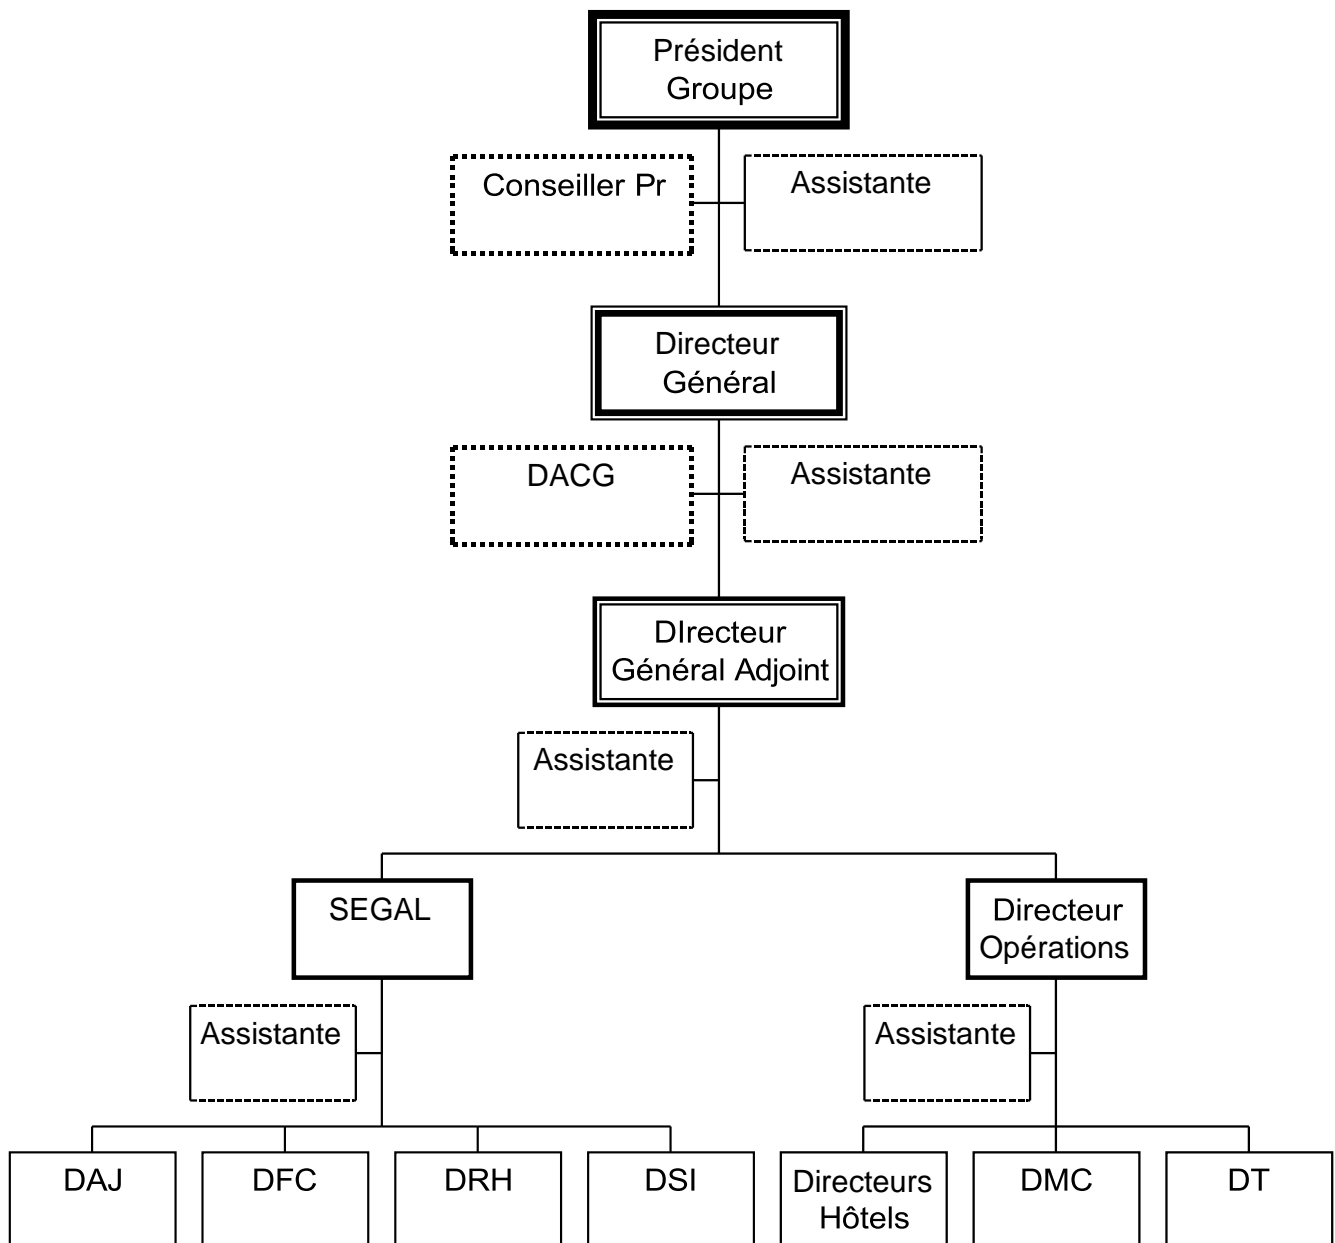 Président
Groupe
Conseiller Pr
Assistante
Directeur
Général
DACG
Assistante
DIrecteur
Général Adjoint
Assistante
SEGAL
Directeur
Opérations
Assistante
Assistante
DAJ
DFC
DRH
DSI
Directeurs
Hôtels
DMC
DT